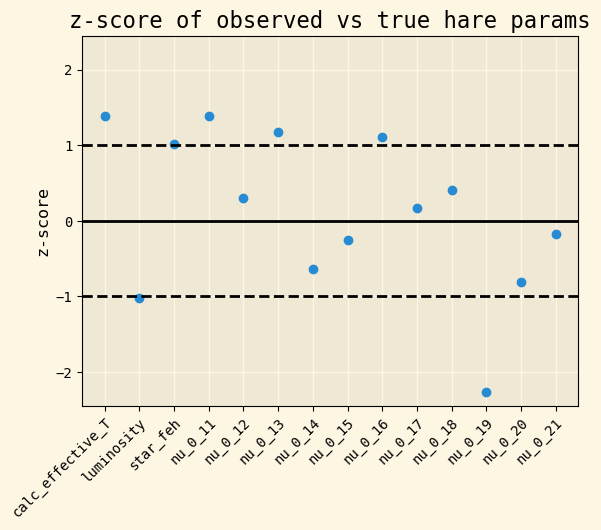 z-score of observed vs true hare params
z-score
2
1
0
−1
−2
calc_effective_T
luminosity
star_feh
nu_0_11
nu_0_12
nu_0_13
nu_0_14
nu_0_15
nu_0_16
nu_0_17
nu_0_18
nu_0_19
nu_0_20
nu_0_21